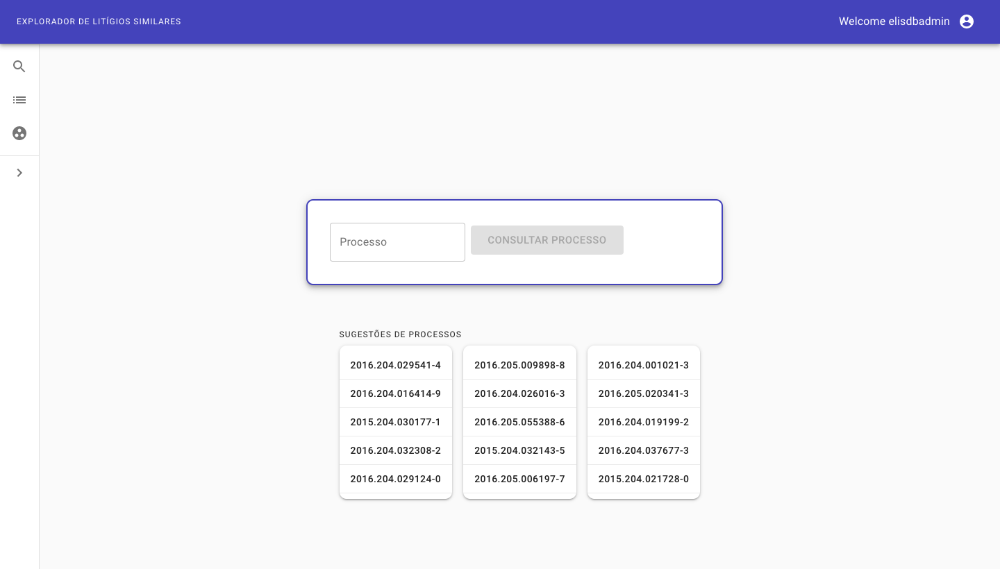 EXPLORADOR DE LITÍGIOS SIMILARES
Welcome elisdbadmin
Processo
CONSULTAR PROCESSO
SUGESTÕES DE PROCESSOS
2016.204.029541-4 2016.205.009898-8 2016.204.001021-3
2016.204.016414-9 2016.204.026016-3 2016.205.020341-3
2015.204.030177-1 2016.205.055388-6 2016.204.019199-2
2016.204.032308-2 2015.204.032143-5 2016.204.037677-3
2016.204.029124-0 2016.205.006197-7 2015.204.021728-0